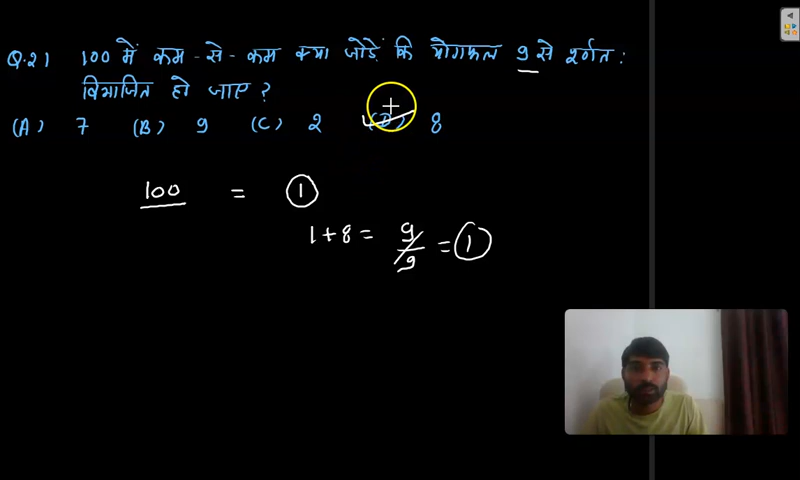 Q.21 100 में कम-से-कम क्या जोड़ें कि योगफल 9 से पूर्णत:
विभाजित हो जाए?
(A) 7 (B) 9 (C) 2 (D) 8
100 = 1
1+8 = 9/9 = 1